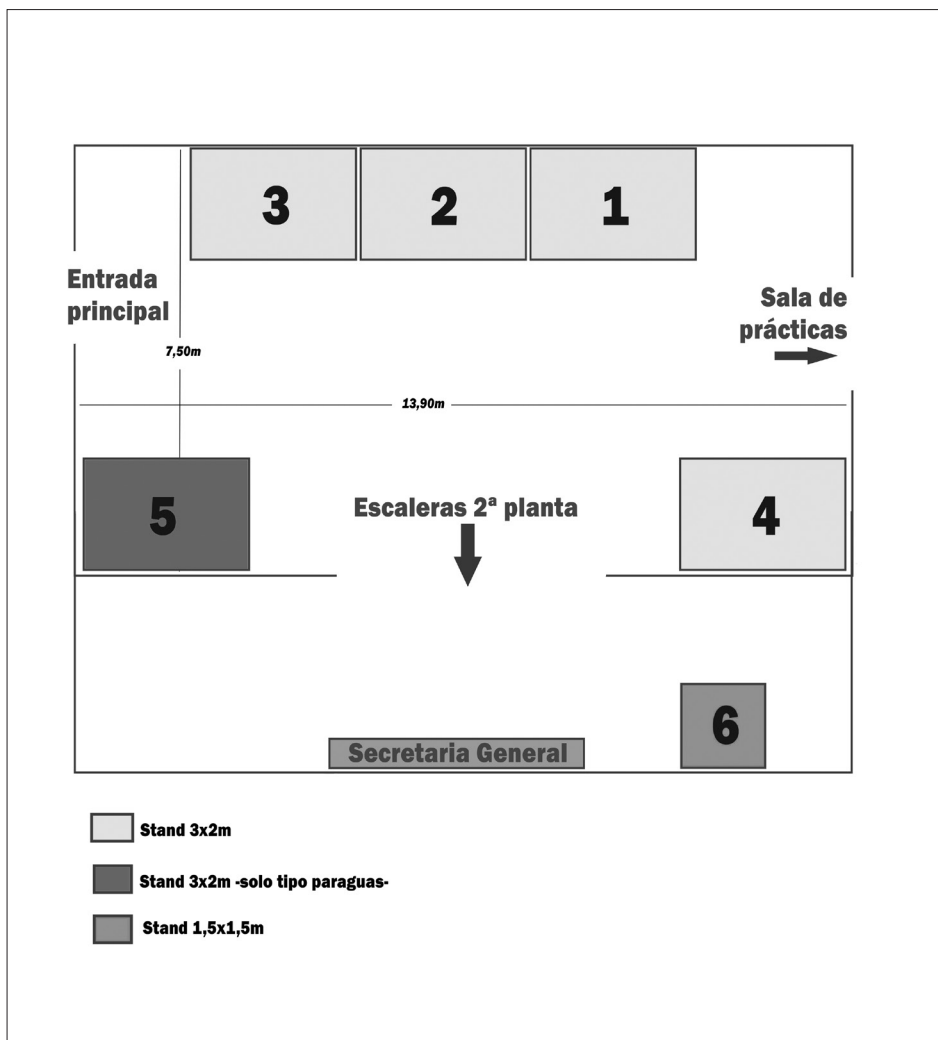 3
2
1
Entrada
principal
Sala de
prácticas
7,50m
13,90m
5
Escaleras 2ª planta
4
6
Secretaria General
Stand 3x2m
Stand 3x2m -solo tipo paraguas-
Stand 1,5x1,5m